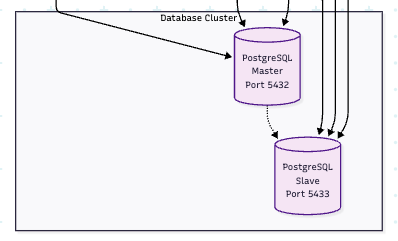 Database Cluster
PostgreSQL
Master
Port 5432
PostgreSQL
Slave
Port 5433